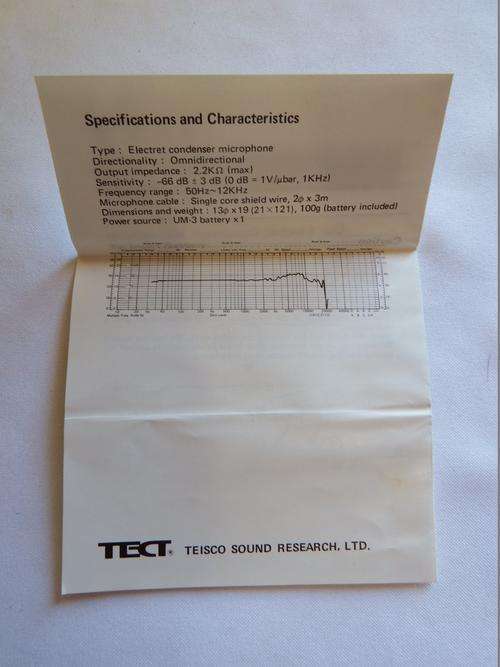 Specifications and Characteristics
Type : Electret condenser microphone
Directionality : Omnidirectional
Output impedance : 2.2KΩ (max)
Sensitivity : −66 dB ± 3 dB (0 dB = 1V/μbar, 1KHz)
Frequency range : 50Hz~12KHz
Microphone cable : Single core shield wire, 2φ x 3m
Dimensions and weight : 13φ x19 (21 × 121), 100g (battery included)
Power source : UM-3 battery x1
TECT® TEISCO SOUND RESEARCH, LTD.